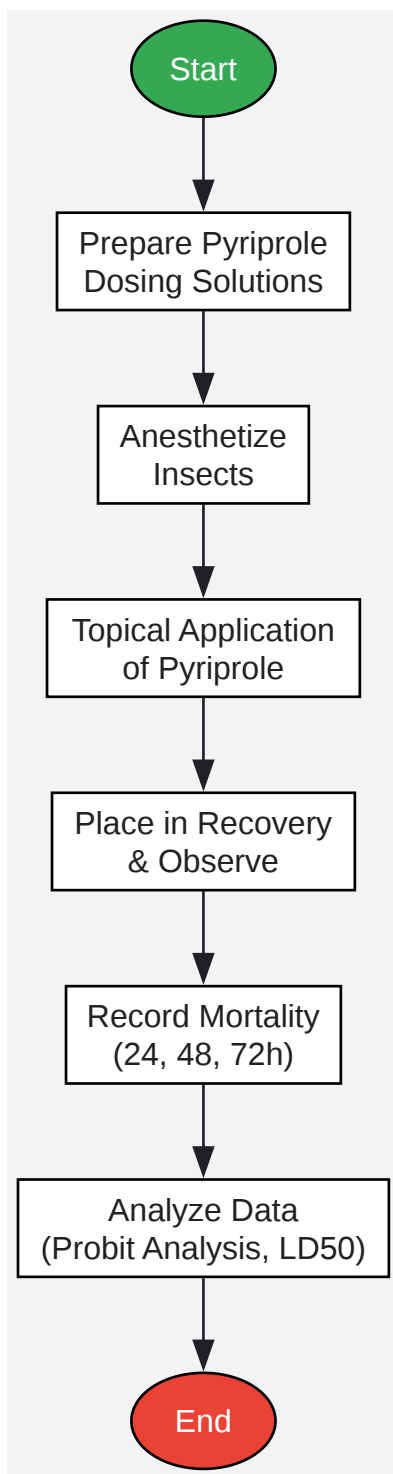 Start
Prepare Pyriprole
Dosing Solutions
Anesthetize
Insects
Topical Application
of Pyriprole
Place in Recovery
& Observe
Record Mortality
(24, 48, 72h)
Analyze Data
(Probit Analysis, LD50)
End